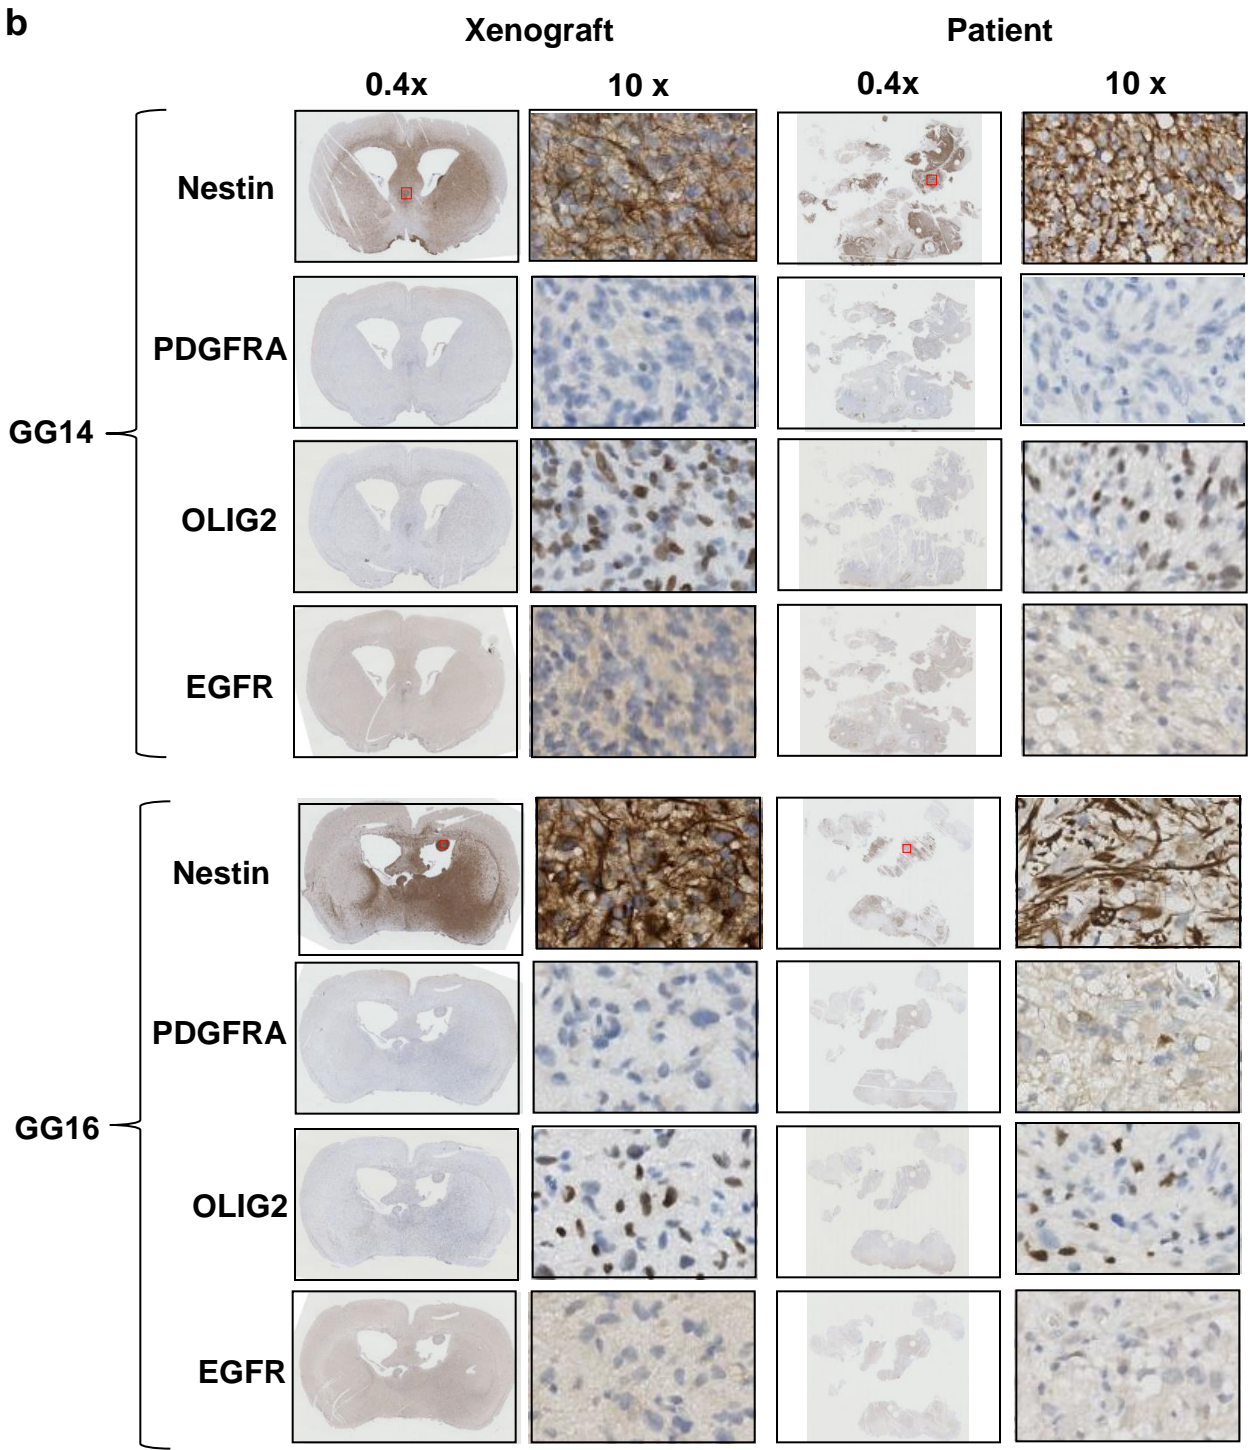 b
Xenograft Patient
0.4x 10 x 0.4x 10 x
Nestin
PDGFRA
GG14
OLIG2
EGFR
Nestin
PDGFRA
GG16
OLIG2
EGFR